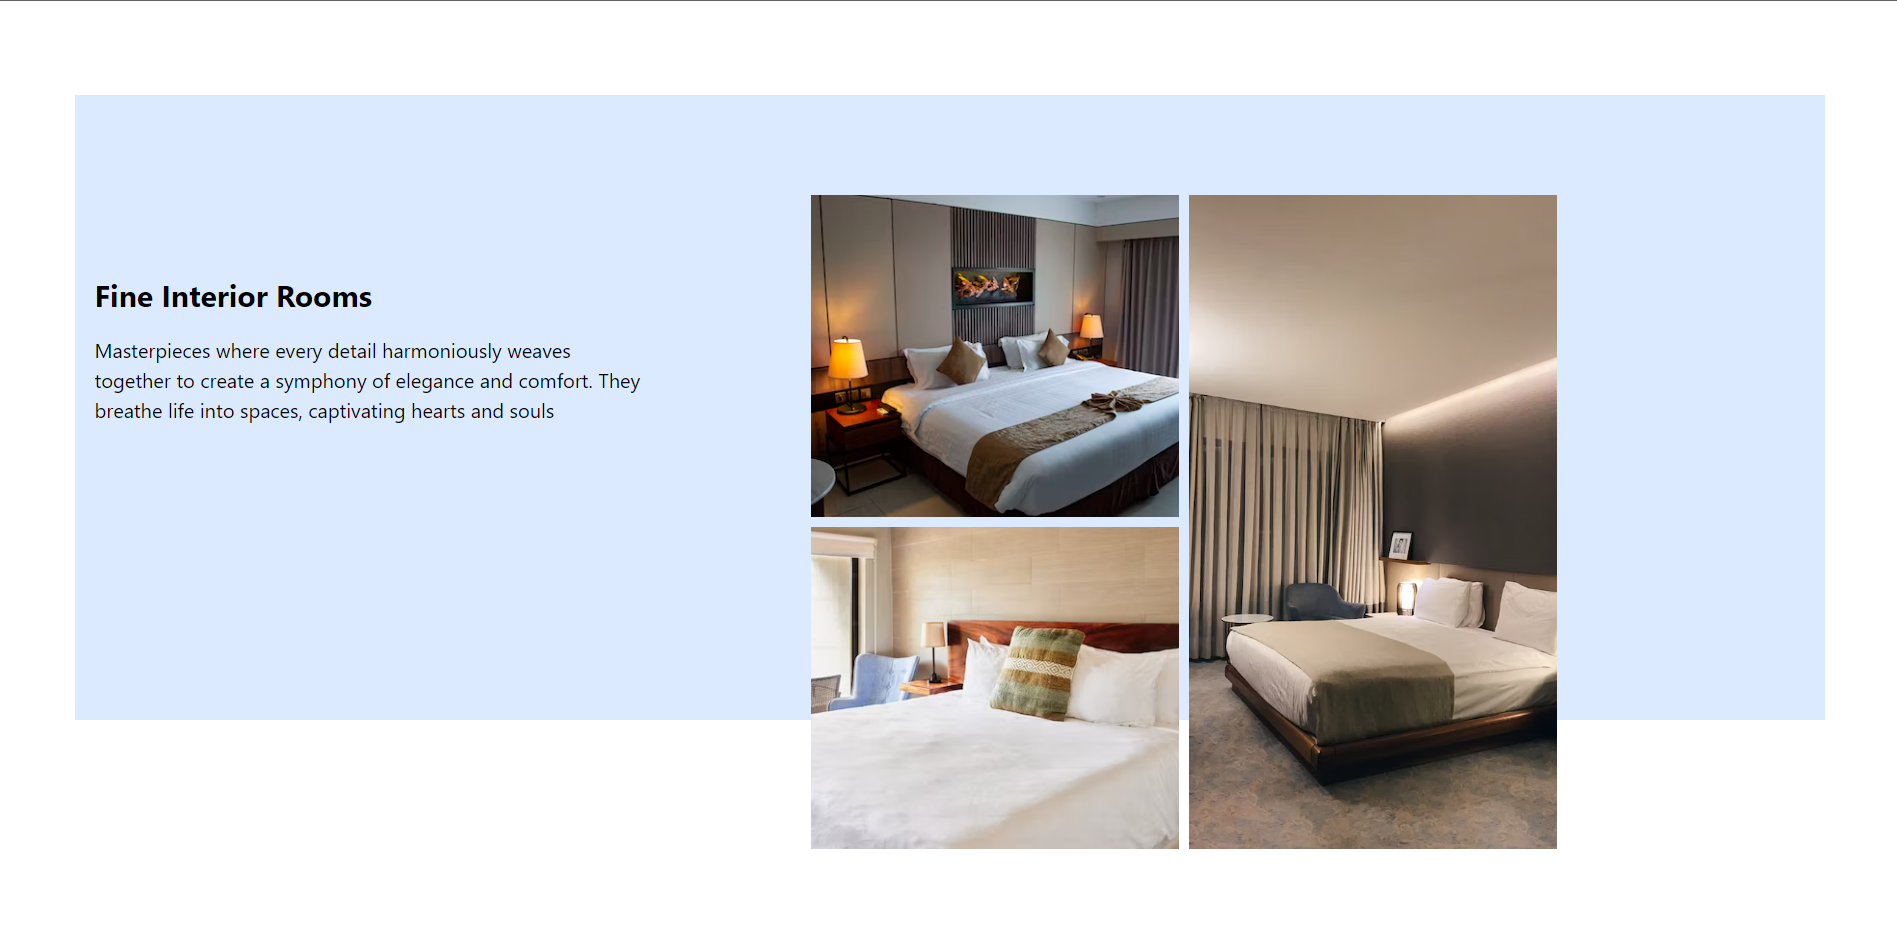 Fine Interior Rooms
Masterpieces where every detail harmoniously weaves
together to create a symphony of elegance and comfort. They
breathe life into spaces, captivating hearts and souls